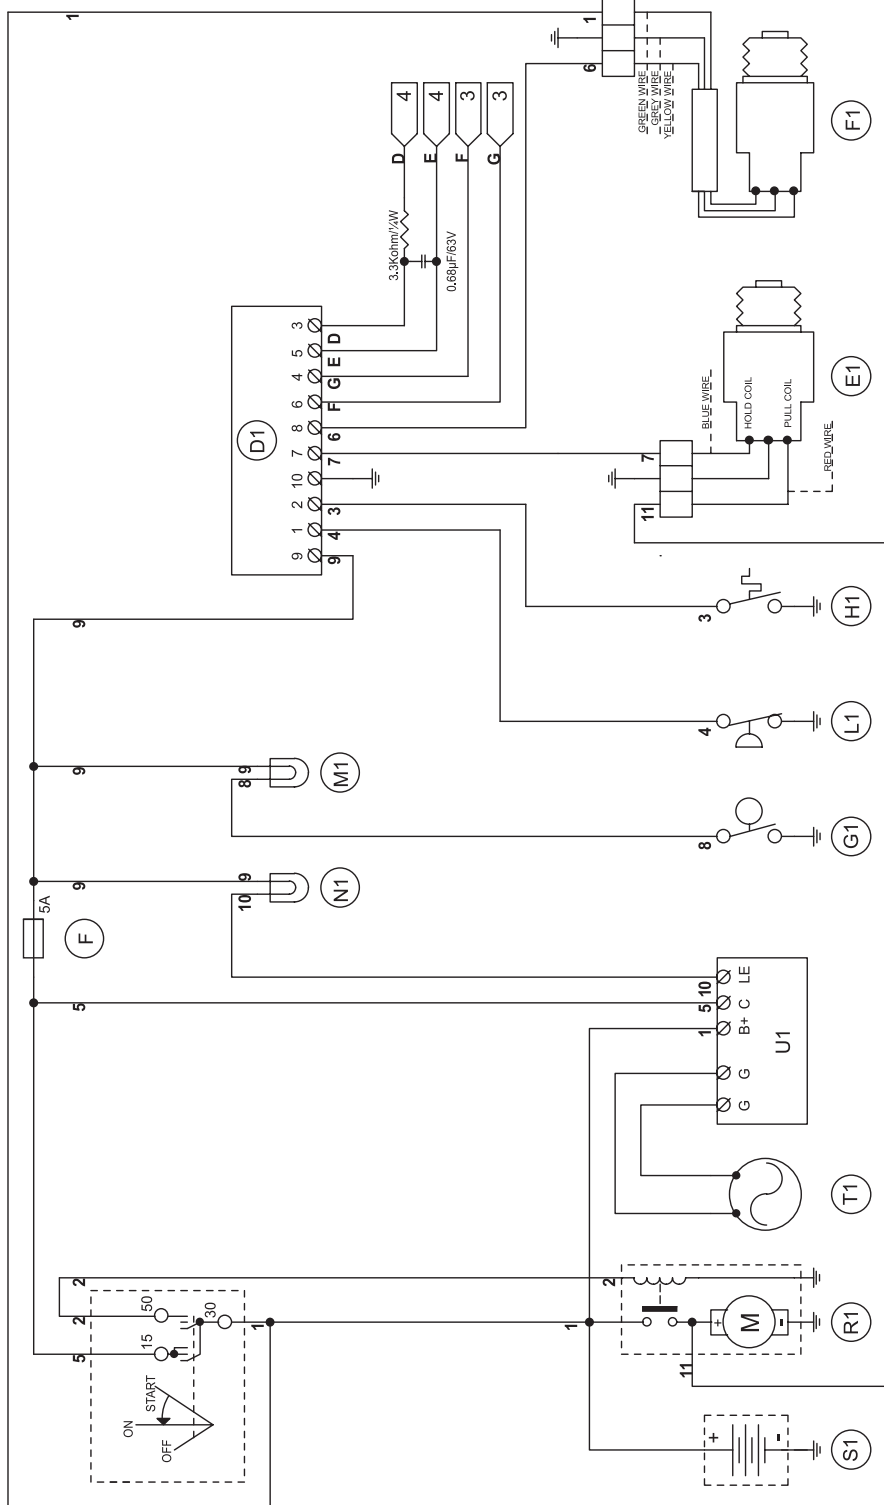 1
1
6
GREEN WIRE
GREY WIRE
YELLOW WIRE
F1
4
4
3
3
D
E
F
G
3.3Kohm/¼W
0.68µF/63V
D1
3
5
4
6
8
7
10
2
1
9
D
E
G
F
6
7
3
4
9
BLUE WIRE
HOLD COIL
PULL COIL
RED WIRE
7
11
E1
9
3
H1
4
L1
9
9
8
M1
8
G1
9
9
10
N1
5A
F
5
10
5
1
LE
C
B+
G
G
U1
T1
2
2
2
50
15
30
5
1
1
ON
START
OFF
11
M
+
-
R1
+
-
S1